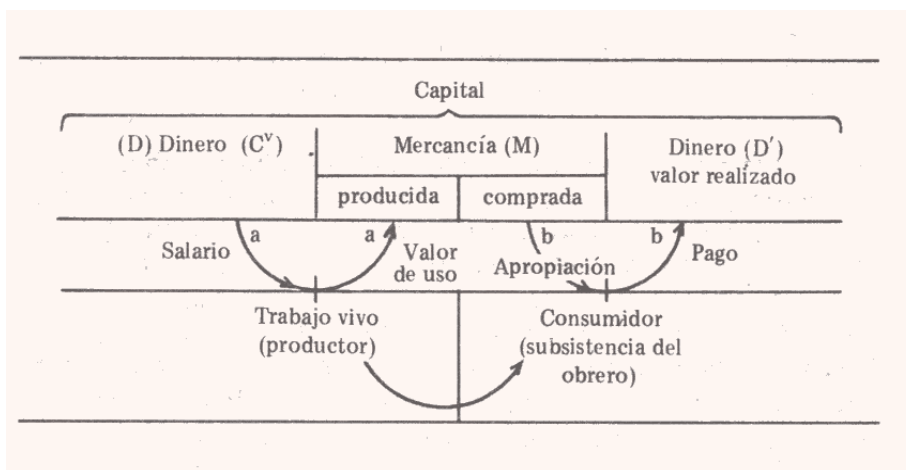 Capital
(D) Dinero (Cᵛ)
Mercancía (M)
Dinero (D′)
valor realizado
producida
comprada
Salario
a
a
Valor
de uso
b
Apropiación
b
Pago
Trabajo vivo
(productor)
Consumidor
(subsistencia del
obrero)